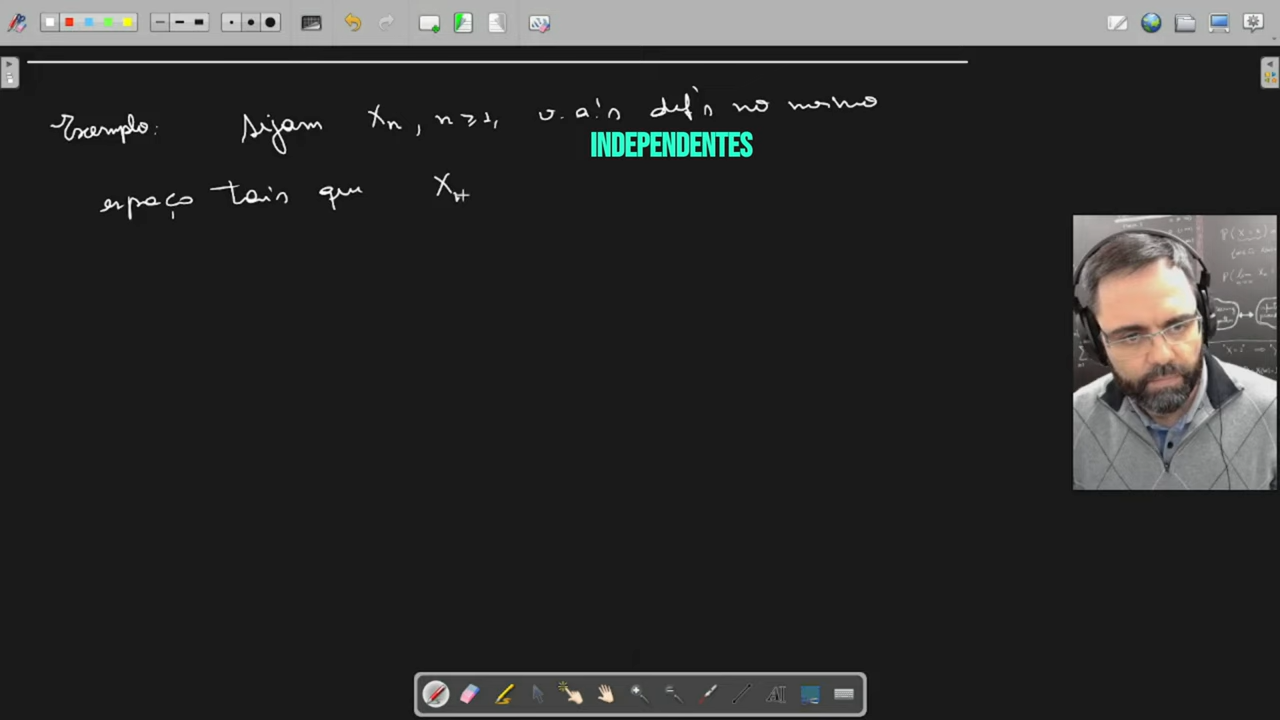 Exemplo: Sejam Xn, n ≥ 1, v.a.'s def's no mesmo
INDEPENDENTES
espaço tais que Xn